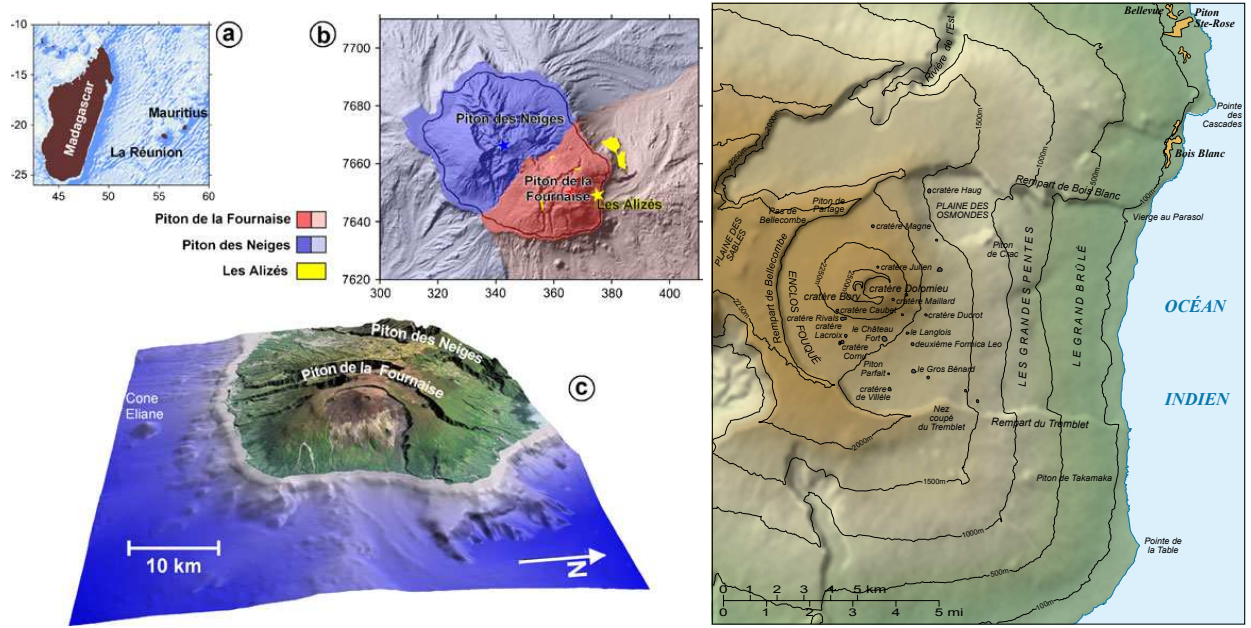 a
-10
-15
-20
-25
45
50
55
60
Madagascar
Mauritius
La Réunion
Piton de la Fournaise
Piton des Neiges
Les Alizés
b
7700
7680
7660
7640
7620
300
320
340
360
380
400
Piton des Neiges
Piton de la
Fournaise
Les Alizés
c
Piton des Neiges
Piton de la Fournaise
Cone
Eliane
10 km
N
Bellevue
Piton
Ste-Rose
Rivière de l'Est
Pointe
des
Cascades
Bois Blanc
1500m
1000m
500m
100m
Rempart de Bois Blanc
Vierge au Parasol
cratère Haug
PLAINE DES
OSMONDES
Piton de
Partage
Pas de
Bellecombe
cratère Magne
PLAINE DES
SABLES
Piton
de Crac
Rempart de Bellecombe
ENCLOS FOUQUÉ
2250m
2250m
2500m
cratère Julien
cratère Dolomieu
cratère Bory
cratère Maillard
cratère Caubet
cratère Ducrot
cratère Rivals
cratère
Lacroix
le Château
Fort
le Langlois
deuxième Formica Leo
cratère
Cornu
Piton
Parfait
le Gros Bénard
cratère
de Villèle
LES GRANDES PENTES
LE GRAND BRÛLÉ
OCÉAN
INDIEN
Nez
coupé
du Tremblet
Rempart du Tremblet
2000m
1500m
Piton de Takamaka
1000m
500m
100m
Pointe de
la Table
0 1 2 3 4 5 km
0 1 2 3 4 5 mi